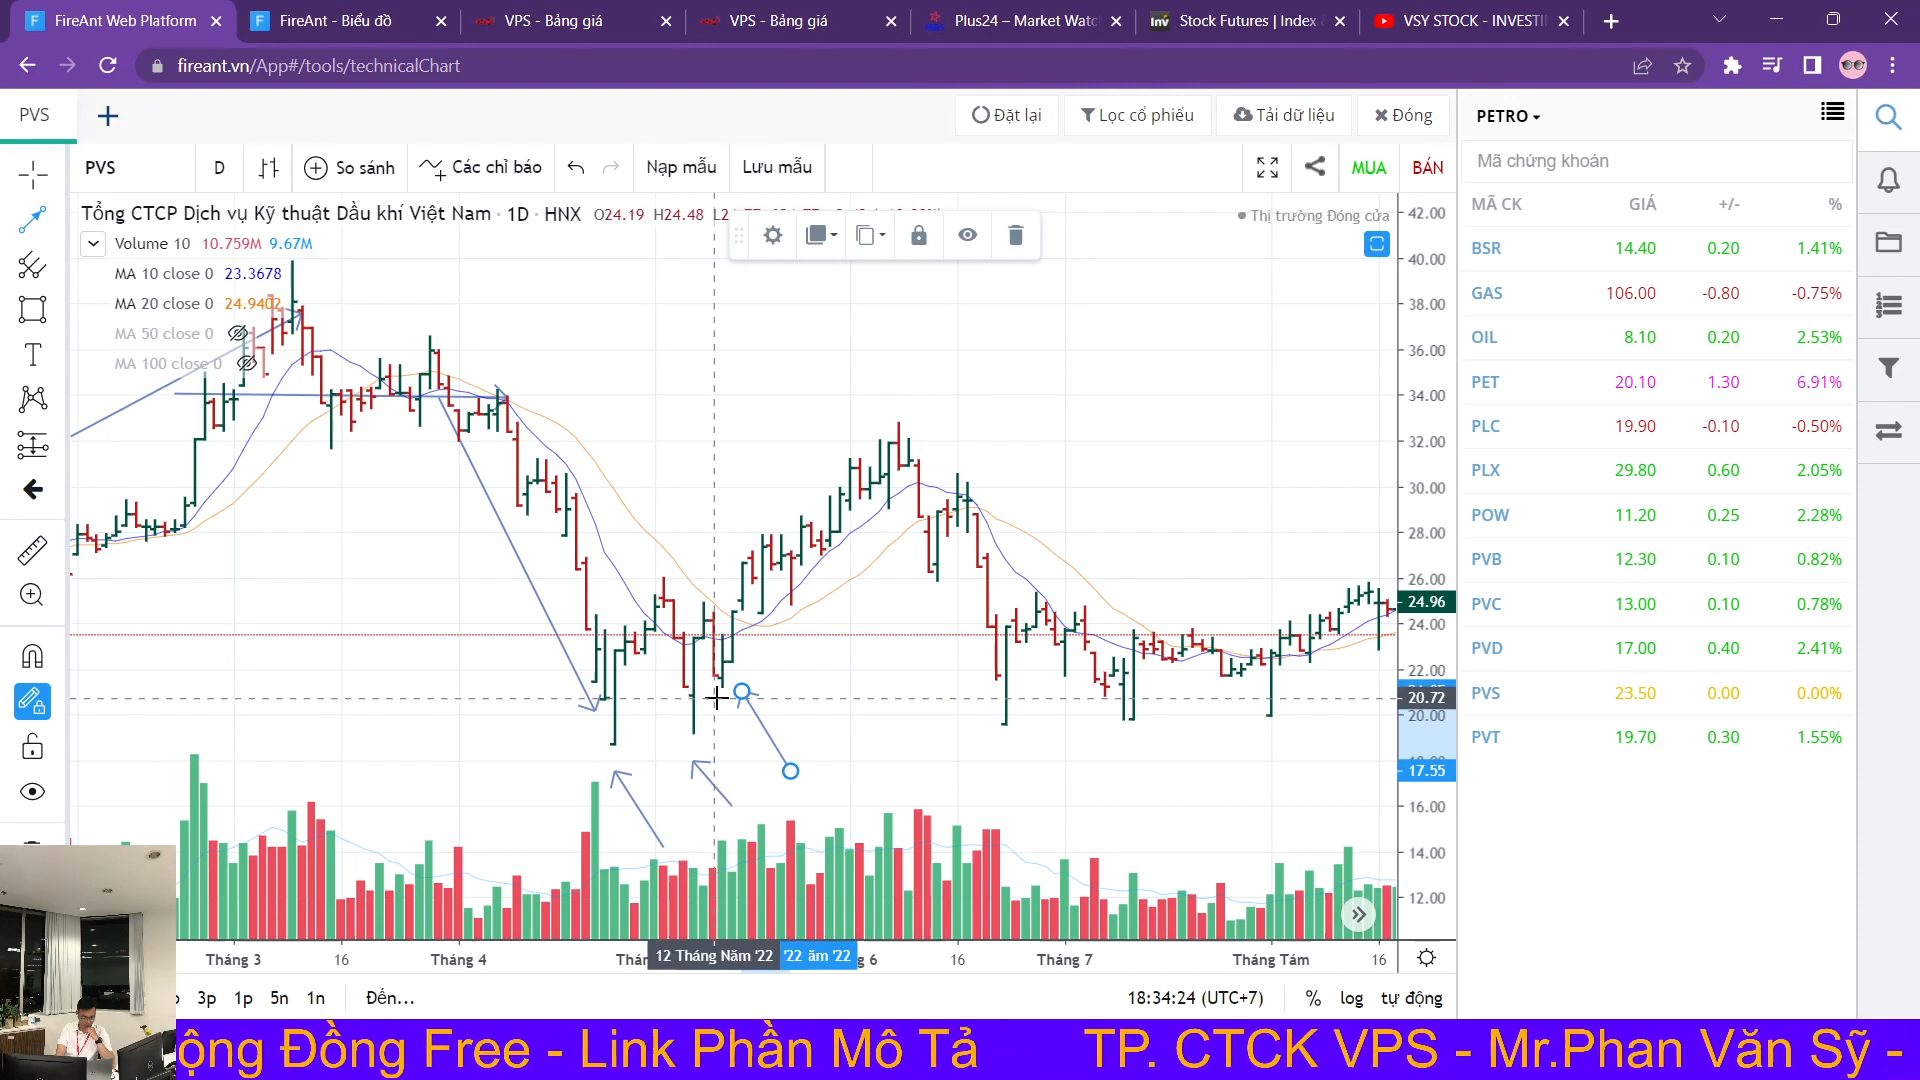 FireAnt Web Platform
FireAnt - Biểu đồ
VPS - Bảng giá
VPS - Bảng giá
Plus24 – Market Watc
Stock Futures | Index
VSY STOCK - INVESTI
fireant.vn/App#/tools/technicalChart
PVS
Đặt lại
Lọc cổ phiếu
Tải dữ liệu
Đóng
PETRO
PVS
D
So sánh
Các chỉ báo
Nạp mẫu
Lưu mẫu
MUA
BÁN
Mã chứng khoán
Tổng CTCP Dịch vụ Kỹ thuật Dầu khí Việt Nam · 1D · HNX O24.19 H24.48
Thị trường Đóng cửa
Volume 10 10.759M 9.67M
MA 10 close 0 23.3678
MA 20 close 0 24.9402
MA 50 close 0
MA 100 close 0
42.00
40.00
38.00
36.00
34.00
32.00
30.00
28.00
26.00
24.96
24.00
22.00
20.72
20.00
17.55
16.00
14.00
12.00
MÃ CK GIÁ +/- %
BSR 14.40 0.20 1.41%
GAS 106.00 -0.80 -0.75%
OIL 8.10 0.20 2.53%
PET 20.10 1.30 6.91%
PLC 19.90 -0.10 -0.50%
PLX 29.80 0.60 2.05%
POW 11.20 0.25 2.28%
PVB 12.30 0.10 0.82%
PVC 13.00 0.10 0.78%
PVD 17.00 0.40 2.41%
PVS 23.50 0.00 0.00%
PVT 19.70 0.30 1.55%
Tháng 3
16
Tháng 4
12 Tháng Năm '22
'22 ăm '22
6
16
Tháng 7
Tháng Tám
16
3p 1p 5n 1n Đến...
18:34:24 (UTC+7) % log tự động
ộng Đồng Free - Link Phần Mô Tả TP. CTCK VPS - Mr.Phan Văn Sỹ -